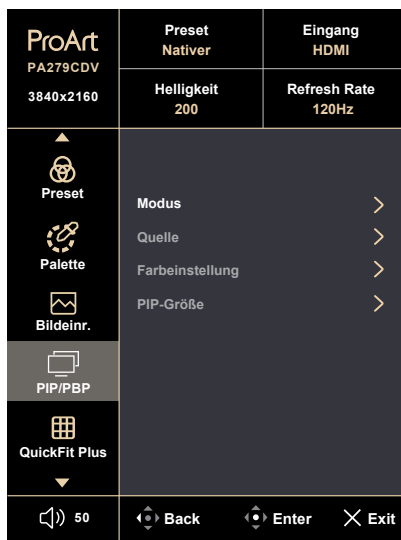 ProArt
PA279CDV
3840x2160
Preset
Nativer
Eingang
HDMI
Helligkeit
200
Refresh Rate
120Hz
Preset
Palette
Bildeinr.
PIP/PBP
QuickFit Plus
Modus
Quelle
Farbeinstellung
PIP-Größe
50
Back
Enter
Exit